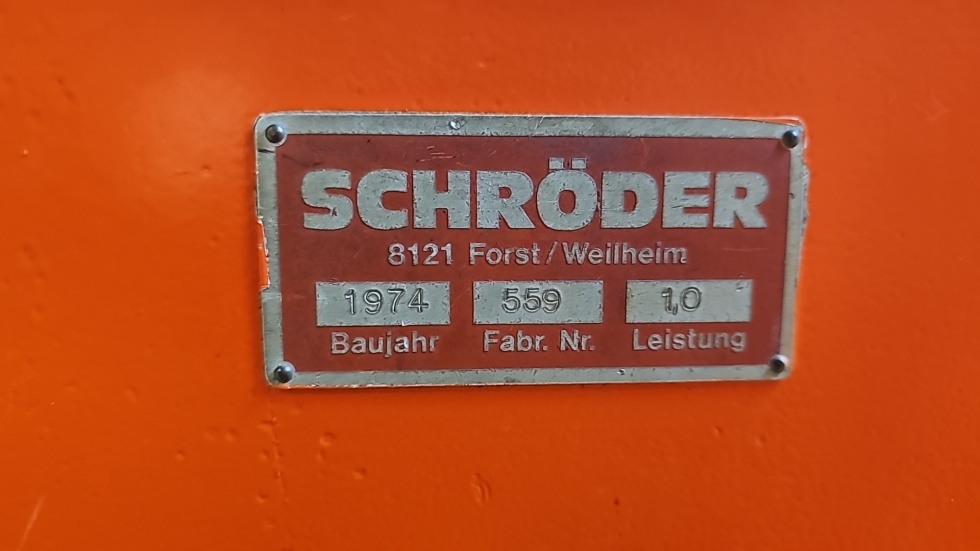 SCHRÖDER
8121 Forst/Weilheim
1974 559 1,0
Baujahr Fabr. Nr. Leistung